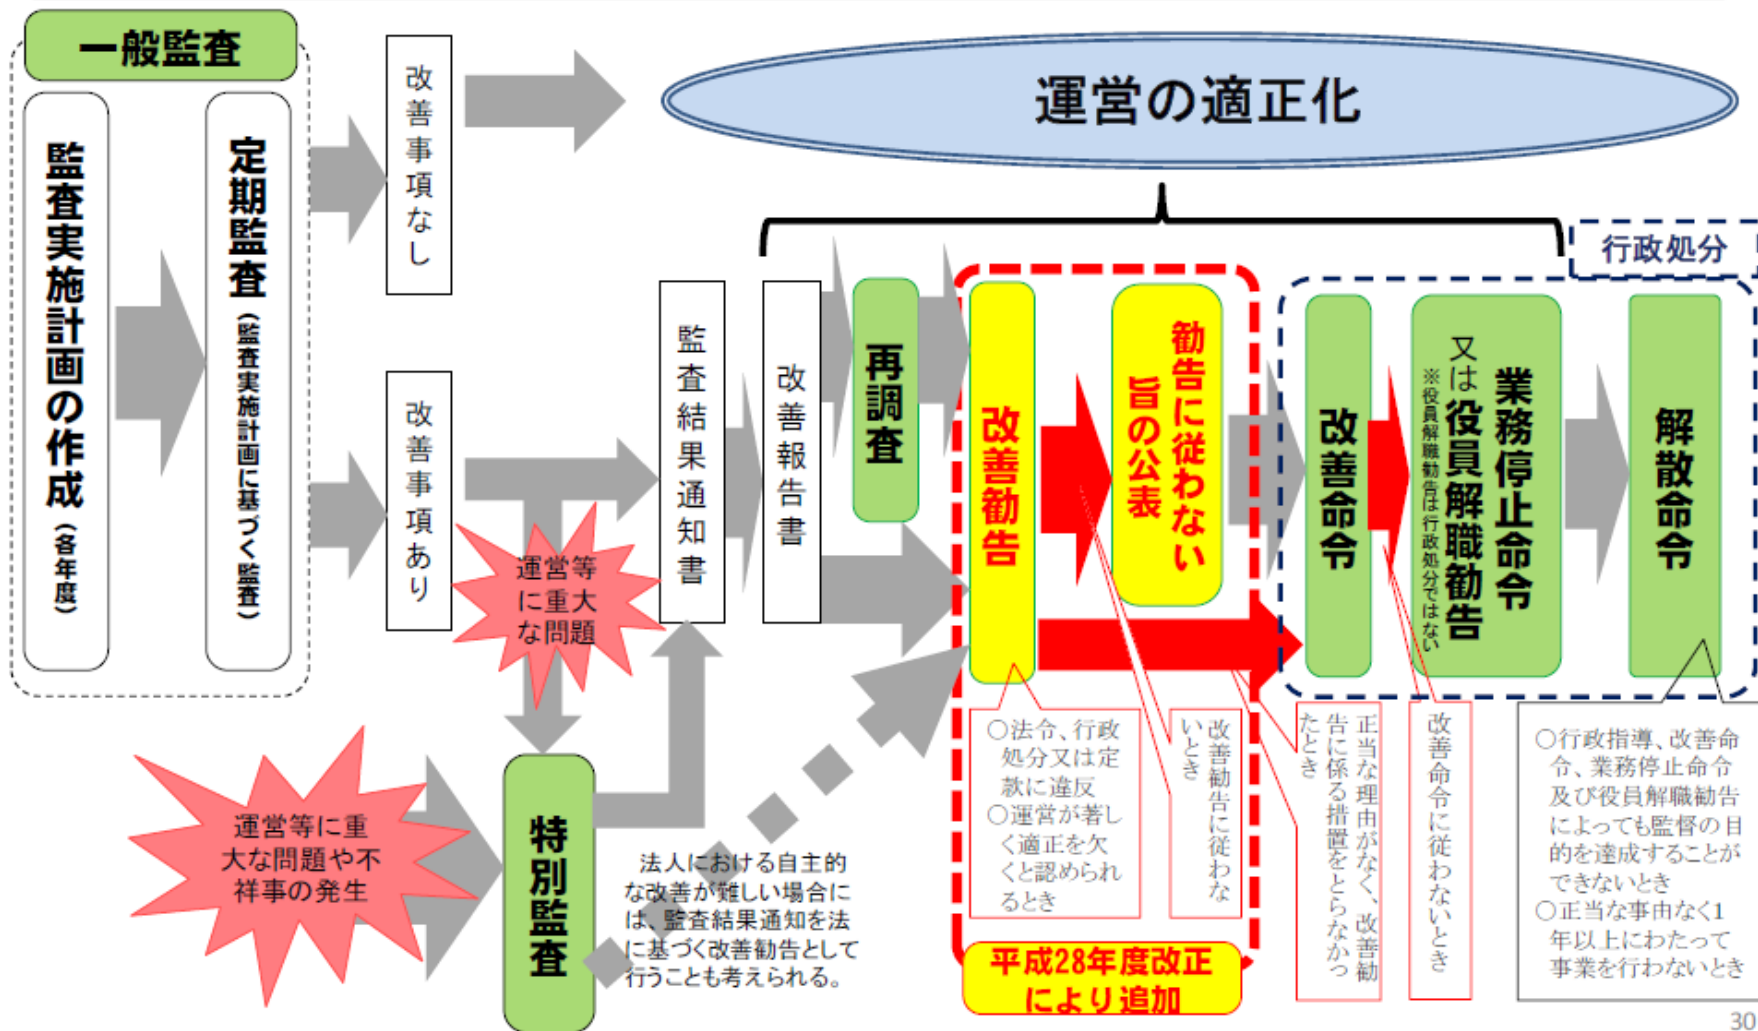 一般監査
監査実施計画の作成（各年度）
定期監査（監査実施計画に基づく監査）
改善事項なし
運営の適正化
改善事項あり
運営等
に重大
な問題
監査結果通知書
改善報告書
再調査
改善勧告
勧告に従わない
旨の公表
行政処分
改善命令
業務停止命令
又は役員解職勧告
※役員解職勧告は行政処分ではない
解散命令
運営等に重
大な問題や不
祥事の発生
特別監査
法人における自主的
な改善が難しい場合に
は、監査結果通知を法
に基づく改善勧告として
行うことも考えられる。
○法令、行政
処分又は定
款に違反
○運営が著し
く適正を欠
くと認められ
るとき
改善勧告に従わな
いとき
正当な理由がなく、改善勧
告に係る措置をとらなかっ
たとき
改善命令に従わないとき
○行政指導、改善命
令、業務停止命令
及び役員解職勧告
によっても監督の目
的を達成することが
できないとき
○正当な事由なく1
年以上にわたって
事業を行わないとき
平成28年度改正
により追加
30